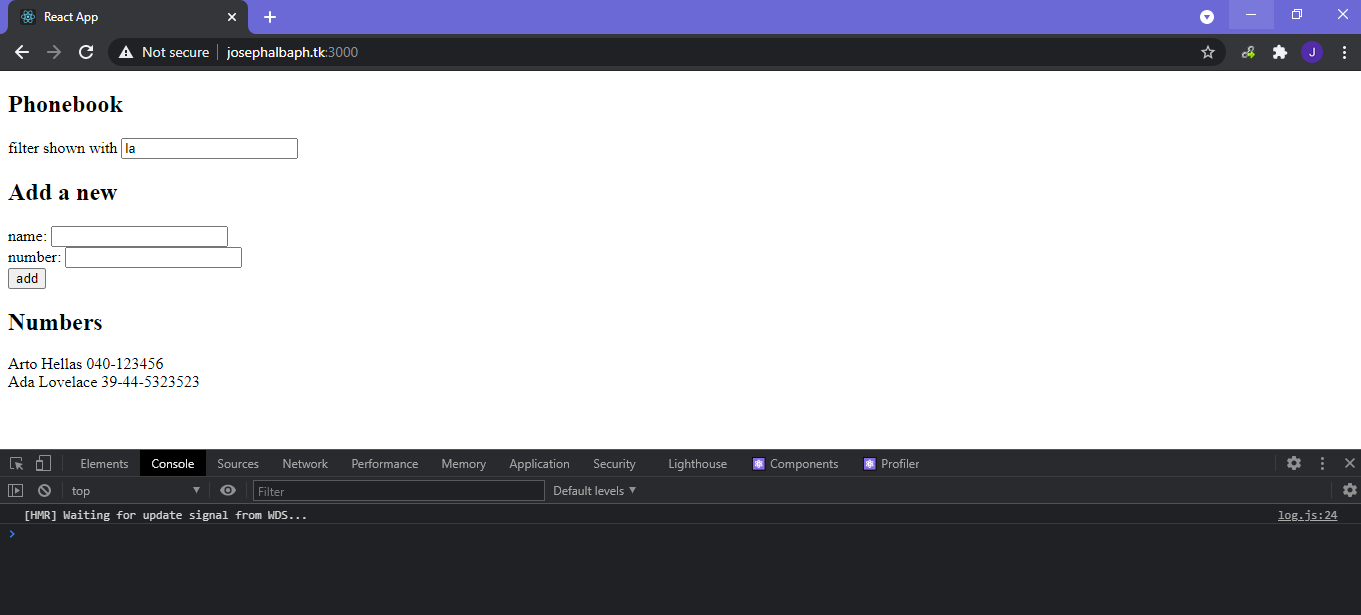 React App
Not secure josephalbaph.tk:3000
J
Phonebook
filter shown with la
Add a new
name:
number:
add
Numbers
Arto Hellas 040-123456
Ada Lovelace 39-44-5323523
Elements Console Sources Network Performance Memory Application Security Lighthouse Components Profiler
top Filter Default levels
[HMR] Waiting for update signal from WDS... log.js:24